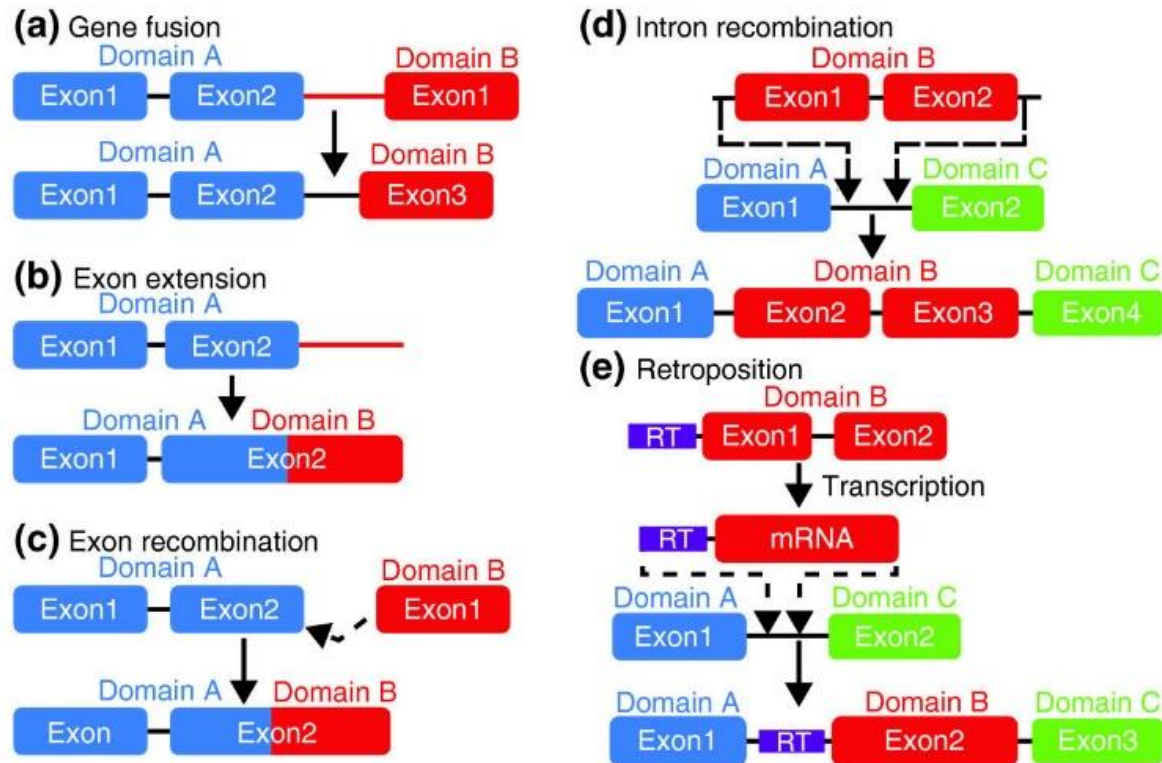 (a) Gene fusion
Domain A Domain B
Exon1 Exon2 Exon1
Domain A Domain B
Exon1 Exon2 Exon3
(b) Exon extension
Domain A
Exon1 Exon2
Domain A Domain B
Exon1 Exon2
(c) Exon recombination
Domain A Domain B
Exon1 Exon2 Exon1
Domain A Domain B
Exon Exon2
(d) Intron recombination
Domain B
Exon1 Exon2
Domain A Domain C
Exon1 Exon2
Domain A Domain B Domain C
Exon1 Exon2 Exon3 Exon4
(e) Retroposition
Domain B
RT Exon1 Exon2
Transcription
RT mRNA
Domain A Domain C
Exon1 Exon2
Domain A Domain B Domain C
Exon1 RT Exon2 Exon3